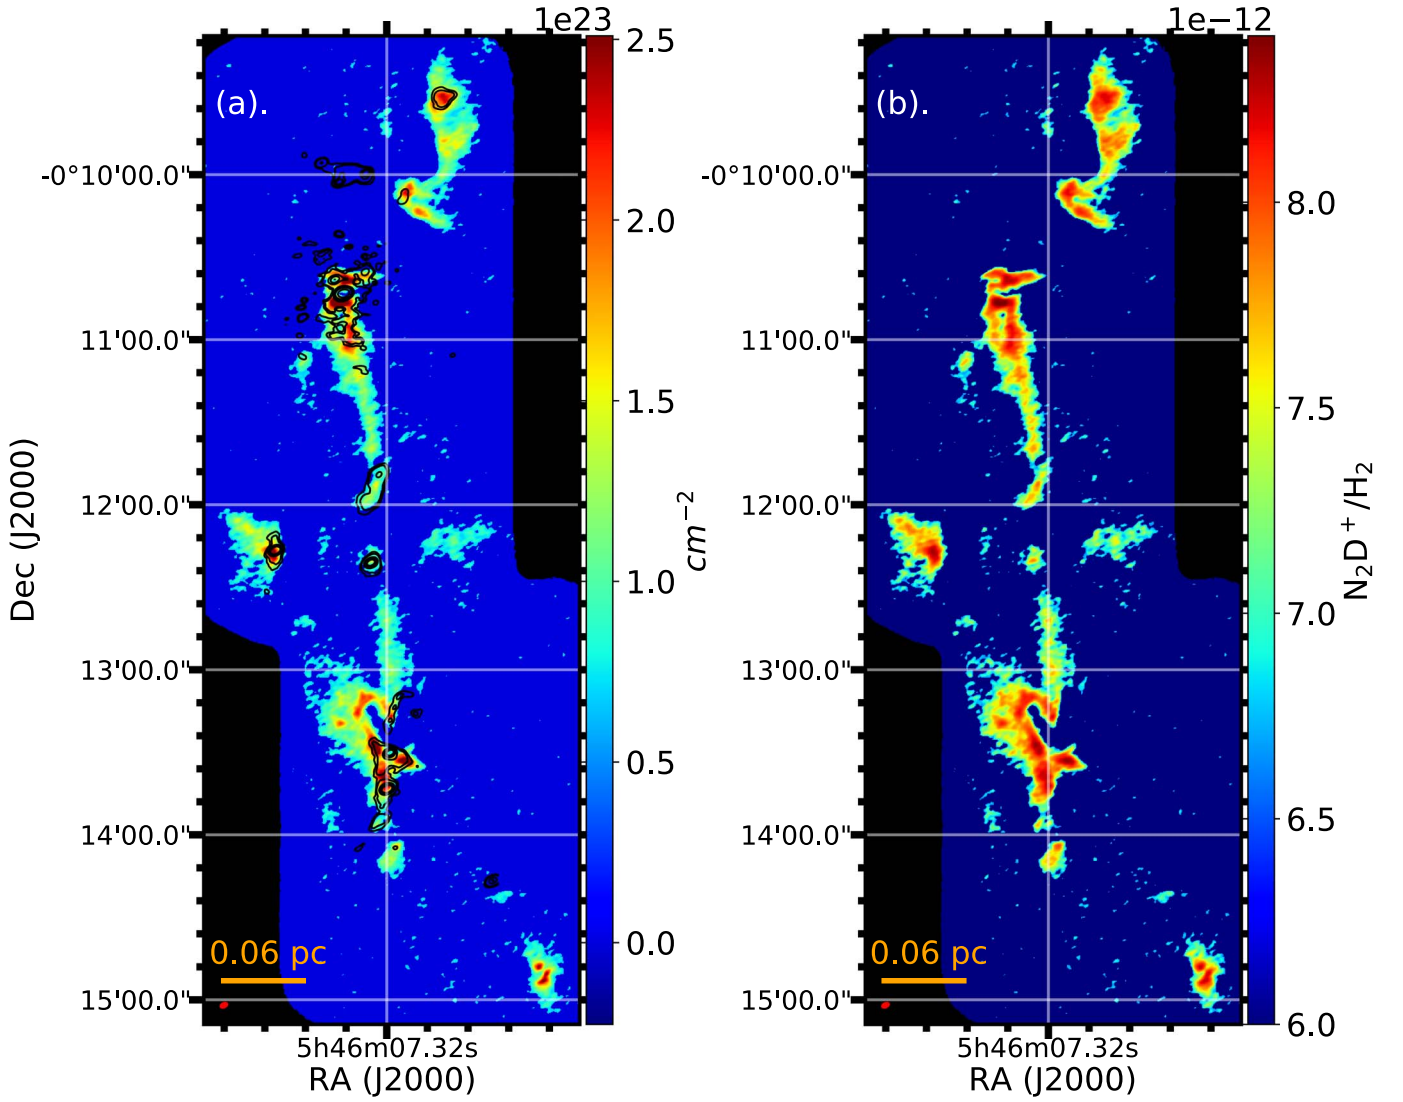 1e23
1e−12
(a).
(b).
2.5
2.0
1.5
1.0
0.5
0.0
cm⁻²
8.0
7.5
7.0
6.5
6.0
N₂D⁺/H₂
-0°10'00.0"
11'00.0"
12'00.0"
13'00.0"
14'00.0"
15'00.0"
Dec (J2000)
-0°10'00.0"
11'00.0"
12'00.0"
13'00.0"
14'00.0"
15'00.0"
0.06 pc
0.06 pc
5h46m07.32s
5h46m07.32s
RA (J2000)
RA (J2000)